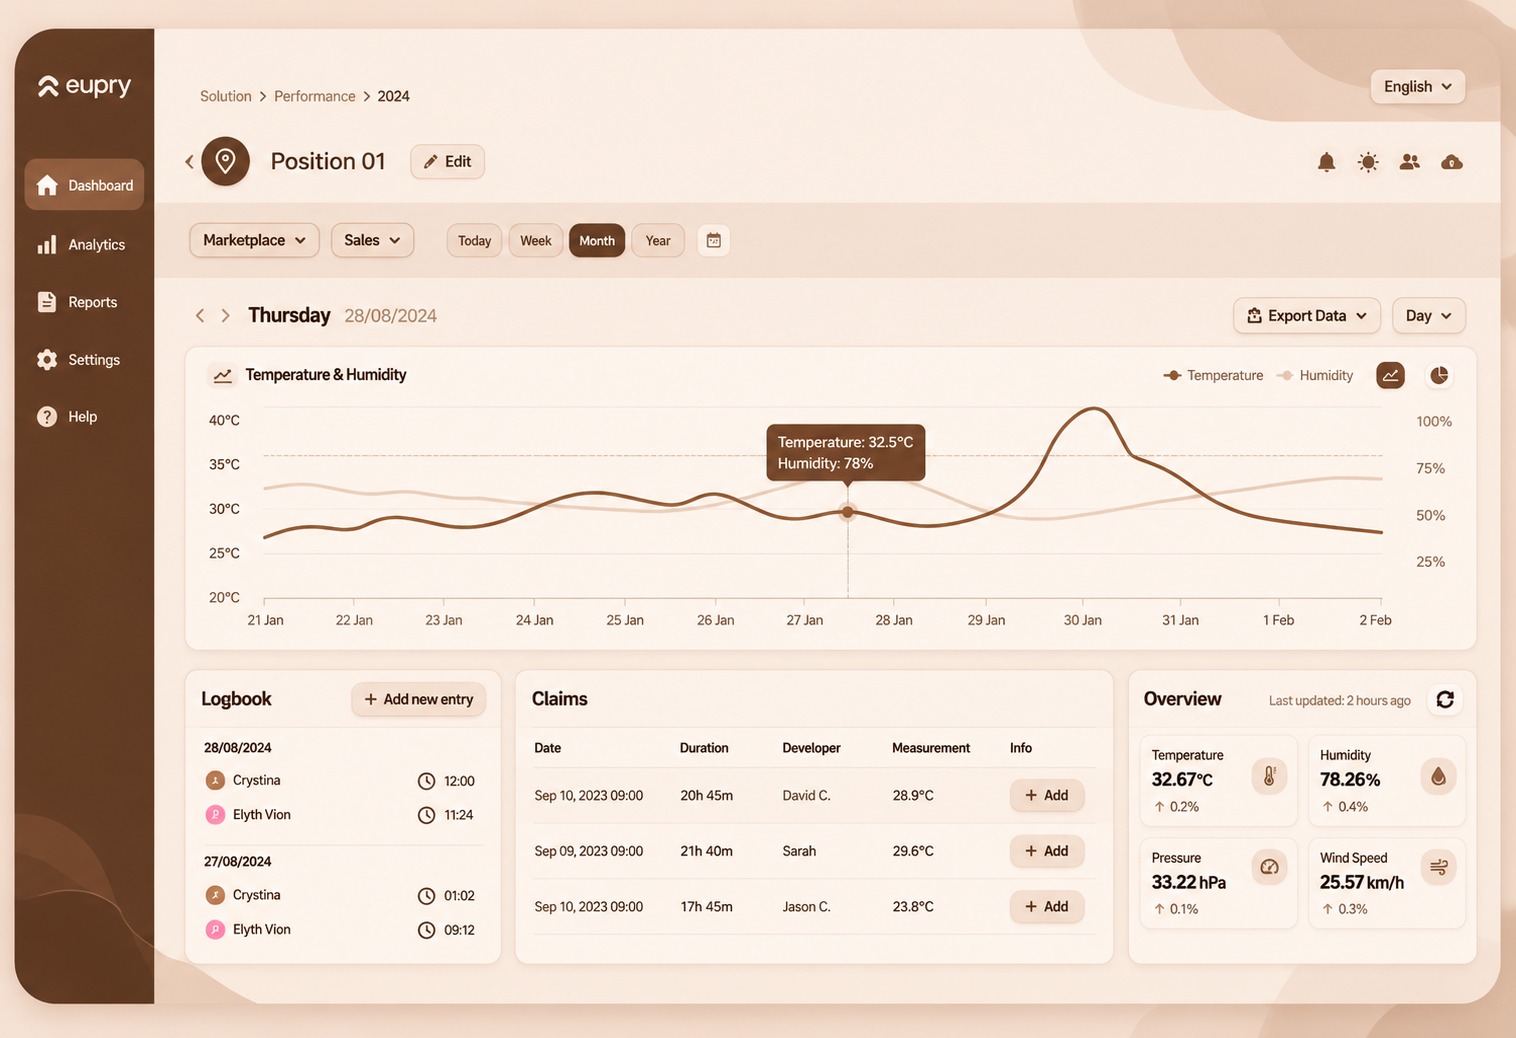 eupry
Dashboard
Analytics
Reports
Settings
Help
Solution > Performance > 2024
English
Position 01
Edit
Marketplace
Sales
Today
Week
Month
Year
Thursday 28/08/2024
Export Data
Day
Temperature & Humidity
Temperature
Humidity
40°C
35°C
30°C
25°C
20°C
Temperature: 32.5°C
Humidity: 78%
100%
75%
50%
25%
21 Jan
22 Jan
23 Jan
24 Jan
25 Jan
26 Jan
27 Jan
28 Jan
29 Jan
30 Jan
31 Jan
1 Feb
2 Feb
Logbook
+ Add new entry
28/08/2024
Crystina 12:00
Elyth Vion 11:24
27/08/2024
Crystina 01:02
Elyth Vion 09:12
Claims
Date Duration Developer Measurement Info
Sep 10, 2023 09:00 20h 45m David C. 28.9°C + Add
Sep 09, 2023 09:00 21h 40m Sarah 29.6°C + Add
Sep 10, 2023 09:00 17h 45m Jason C. 23.8°C + Add
Overview
Last updated: 2 hours ago
Temperature
32.67°C
↑ 0.2%
Humidity
78.26%
↑ 0.4%
Pressure
33.22 hPa
↑ 0.1%
Wind Speed
25.57 km/h
↑ 0.3%